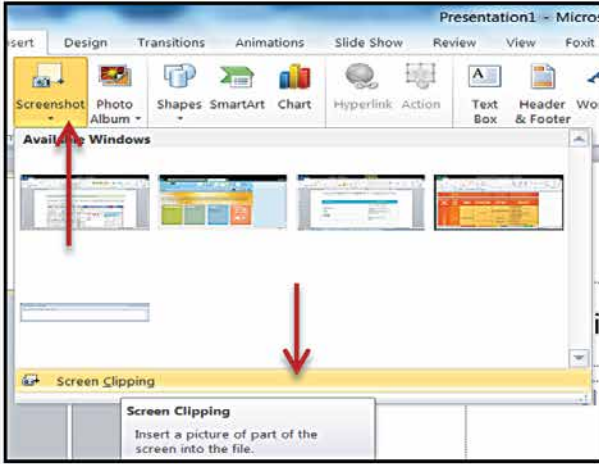 Presentation1 - Micros
sert Design Transitions Animations Slide Show Review View Foxit
Screenshot Photo Album Shapes SmartArt Chart Hyperlink Action Text Box Header & Footer Wor
Available Windows
Screen Clipping
Screen Clipping
Insert a picture of part of the
screen into the file.